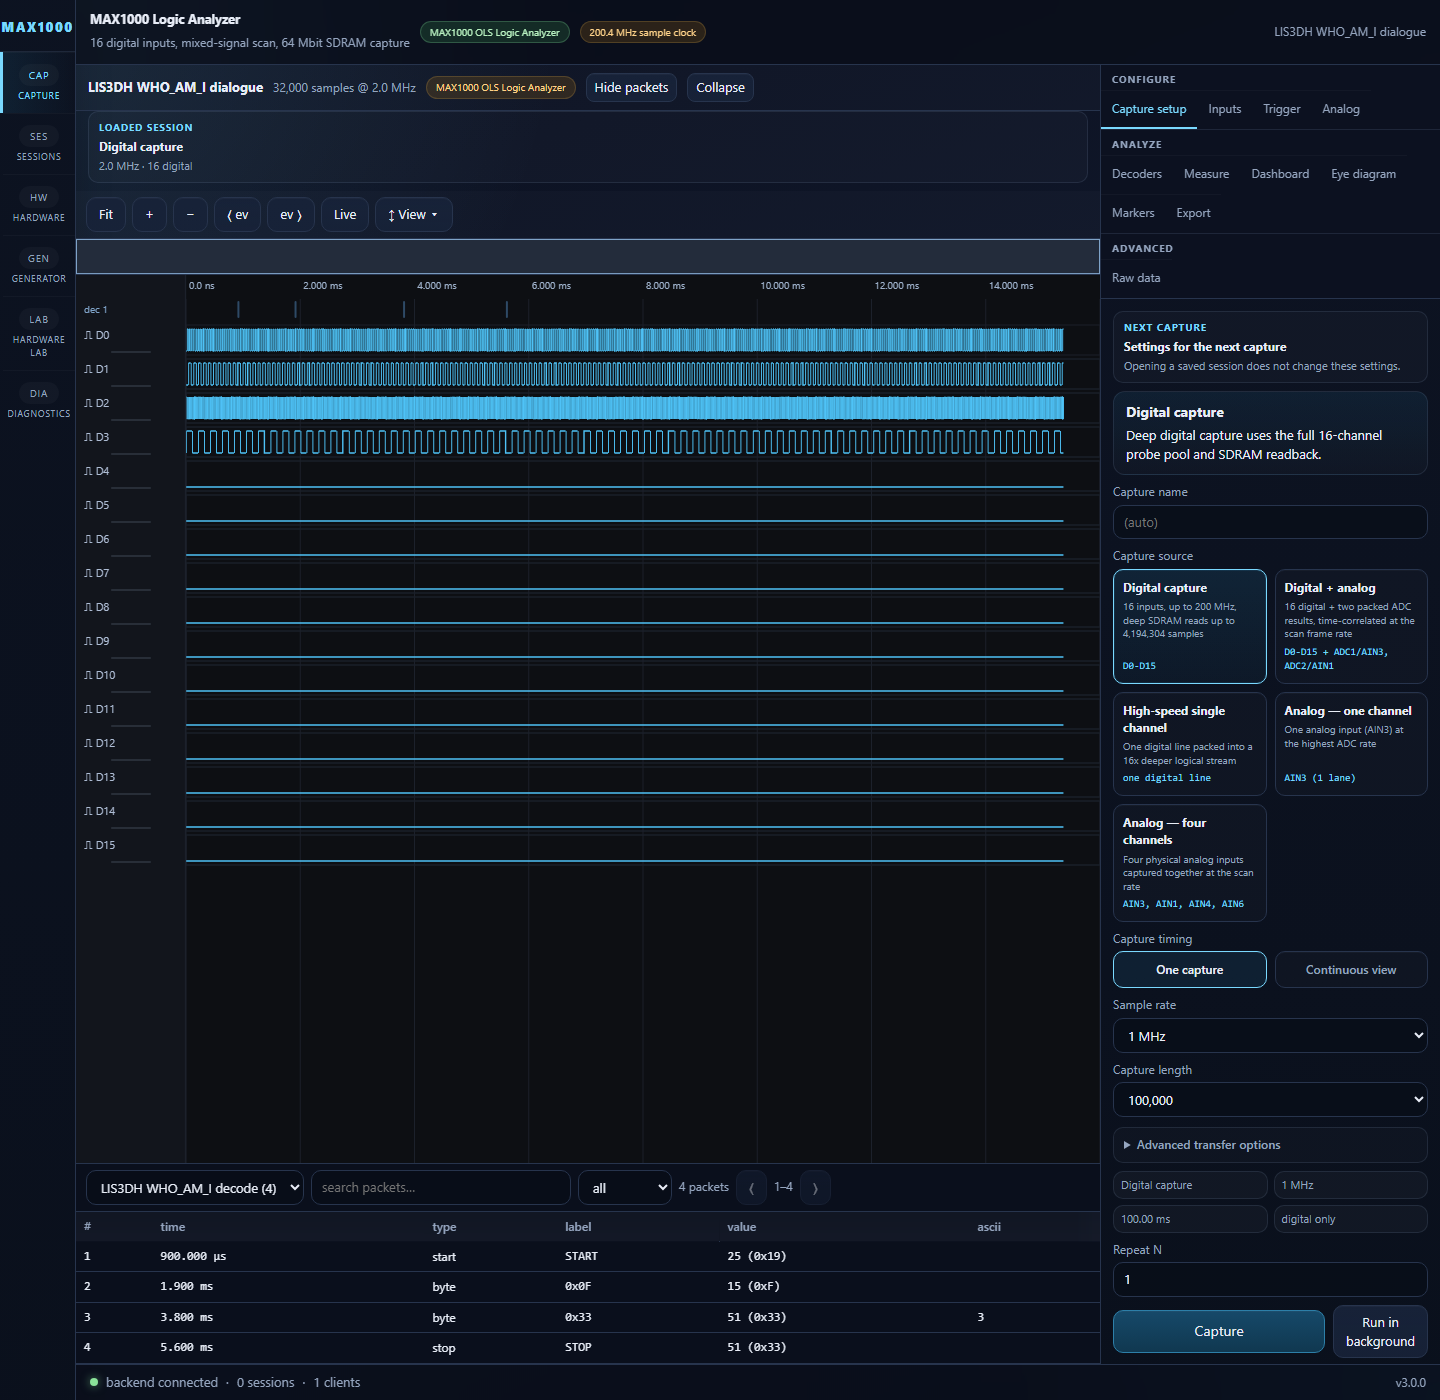 MAX1000
MAX1000 Logic Analyzer
16 digital inputs, mixed-signal scan, 64 Mbit SDRAM capture
MAX1000 OLS Logic Analyzer
200.4 MHz sample clock
LIS3DH WHO_AM_I dialogue
CAP
CAPTURE
SES
SESSIONS
HW
HARDWARE
GEN
GENERATOR
LAB
HARDWARE
LAB
DIA
DIAGNOSTICS
LIS3DH WHO_AM_I dialogue 32,000 samples @ 2.0 MHz MAX1000 OLS Logic Analyzer Hide packets Collapse
LOADED SESSION
Digital capture
2.0 MHz · 16 digital
Fit + − ⟨ ev ev ⟩ Live ↕ View ▾
0.0 ns 2.000 ms 4.000 ms 6.000 ms 8.000 ms 10.000 ms 12.000 ms 14.000 ms
dec 1
D0
D1
D2
D3
D4
D5
D6
D7
D8
D9
D10
D11
D12
D13
D14
D15
LIS3DH WHO_AM_I decode (4) search packets... all 4 packets ⟨ 1–4 ⟩
# time type label value ascii
1 900.000 µs start START 25 (0x19)
2 1.900 ms byte 0x0F 15 (0xF)
3 3.800 ms byte 0x33 51 (0x33) 3
4 5.600 ms stop STOP 51 (0x33)
CONFIGURE
Capture setup Inputs Trigger Analog
ANALYZE
Decoders Measure Dashboard Eye diagram
Markers Export
ADVANCED
Raw data
NEXT CAPTURE
Settings for the next capture
Opening a saved session does not change these settings.
Digital capture
Deep digital capture uses the full 16-channel
probe pool and SDRAM readback.
Capture name
(auto)
Capture source
Digital capture
16 inputs, up to 200 MHz,
deep SDRAM reads up to
4,194,304 samples
D0-D15
Digital + analog
16 digital + two packed ADC
results, time-correlated at the
scan frame rate
D0-D15 + ADC1/AIN3,
ADC2/AIN1
High-speed single
channel
One digital line packed into a
16x deeper logical stream
one digital line
Analog — one channel
One analog input (AIN3) at
the highest ADC rate
AIN3 (1 lane)
Analog — four
channels
Four physical analog inputs
captured together at the scan
rate
AIN3, AIN1, AIN4, AIN6
Capture timing
One capture Continuous view
Sample rate
1 MHz
Capture length
100,000
▶ Advanced transfer options
Digital capture 1 MHz
100.00 ms digital only
Repeat N
1
Capture
Run in
background
backend connected · 0 sessions · 1 clients
v3.0.0